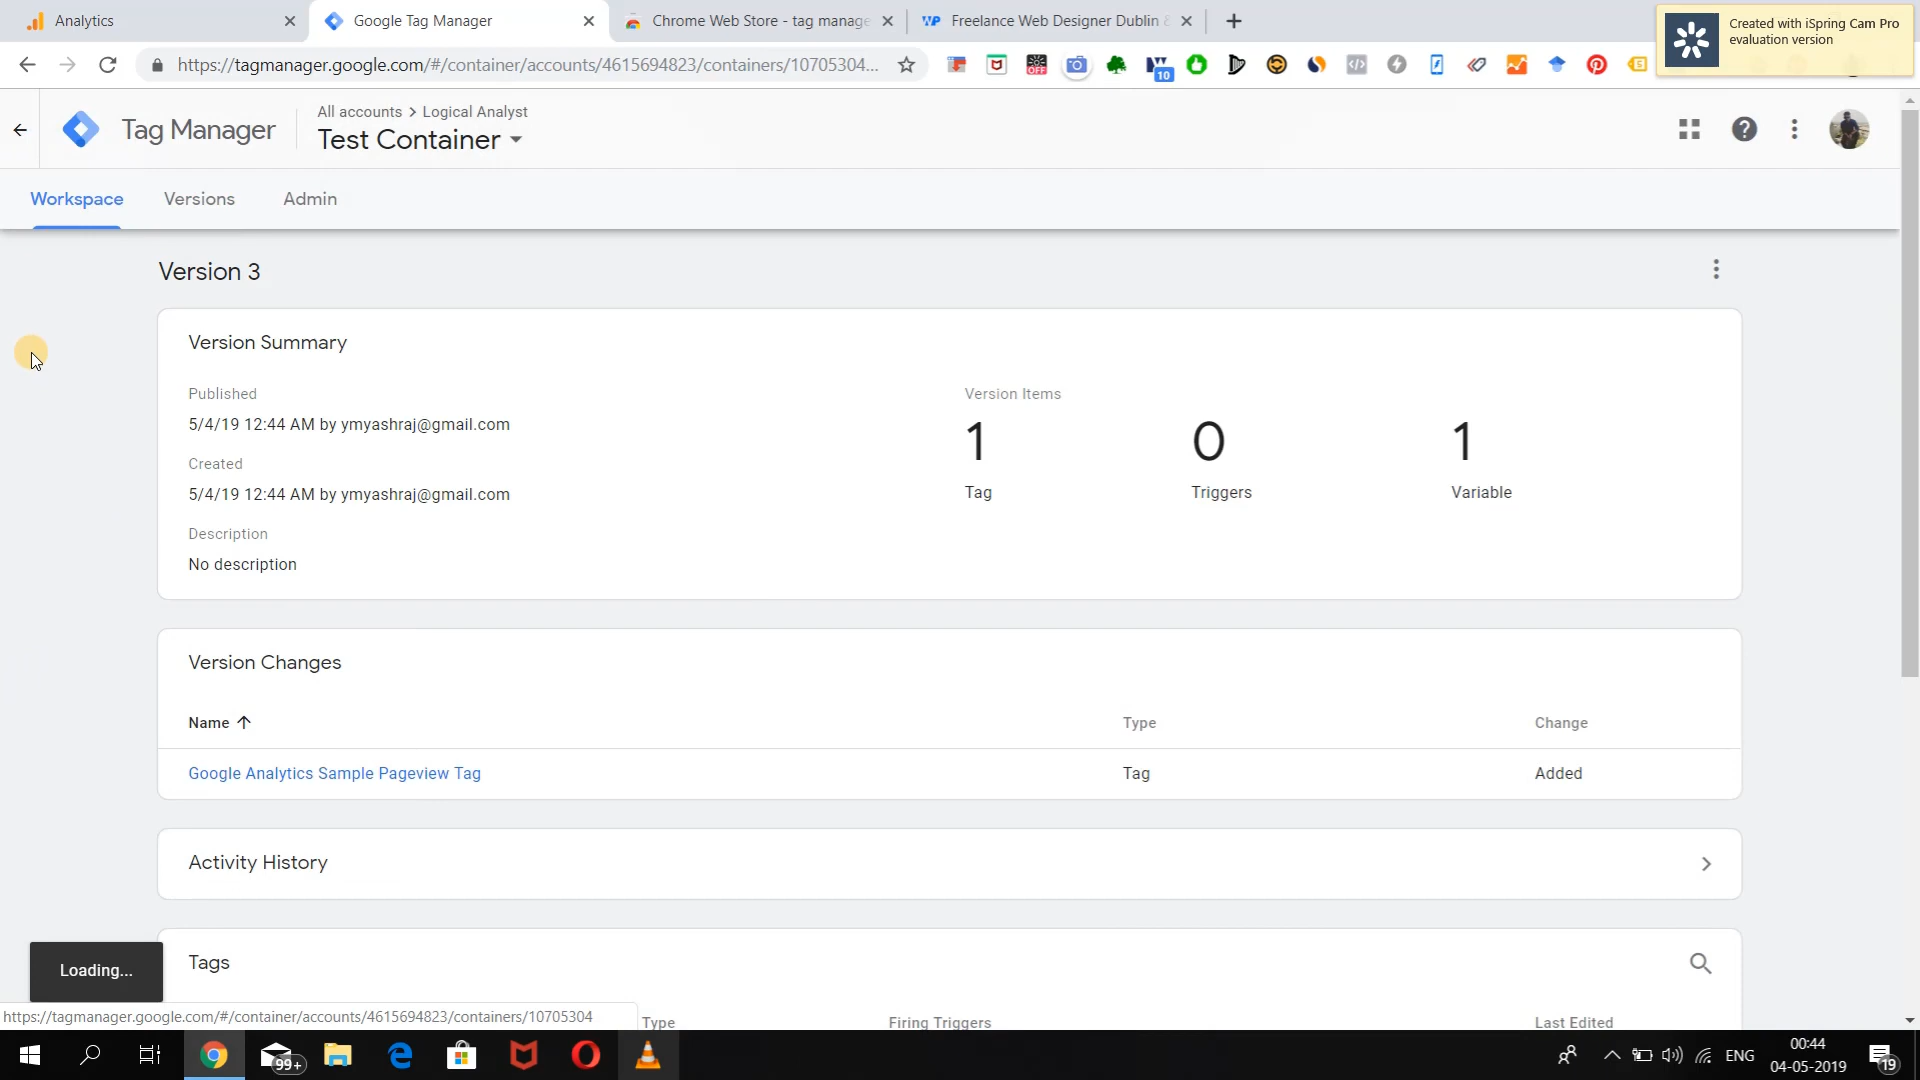 Analytics
Google Tag Manager
Chrome Web Store - tag manage
Freelance Web Designer Dublin &
Created with iSpring Cam Pro
evaluation version
https://tagmanager.google.com/#/container/accounts/4615694823/containers/10705304...
OFF
10
Tag Manager
All accounts > Logical Analyst
Test Container
Workspace
Versions
Admin
Version 3
Version Summary
Published
5/4/19 12:44 AM by ymyashraj@gmail.com
Created
5/4/19 12:44 AM by ymyashraj@gmail.com
Description
No description
Version Items
1
Tag
0
Triggers
1
Variable
Version Changes
Name
Type
Change
Google Analytics Sample Pageview Tag
Tag
Added
Activity History
Tags
Loading...
https://tagmanager.google.com/#/container/accounts/4615694823/containers/10705304
Type
Firing Triggers
Last Edited
99+
ENG
00:44
04-05-2019
19